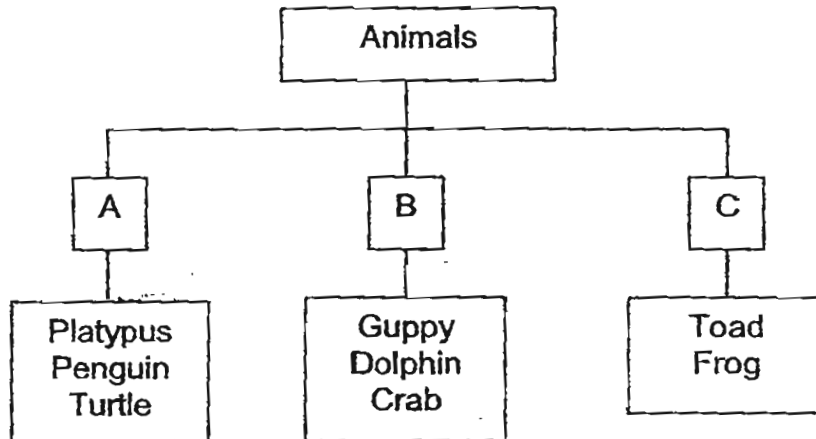 Animals
A
B
C
Platypus
Penguin
Turtle
Guppy
Dolphin
Crab
Toad
Frog